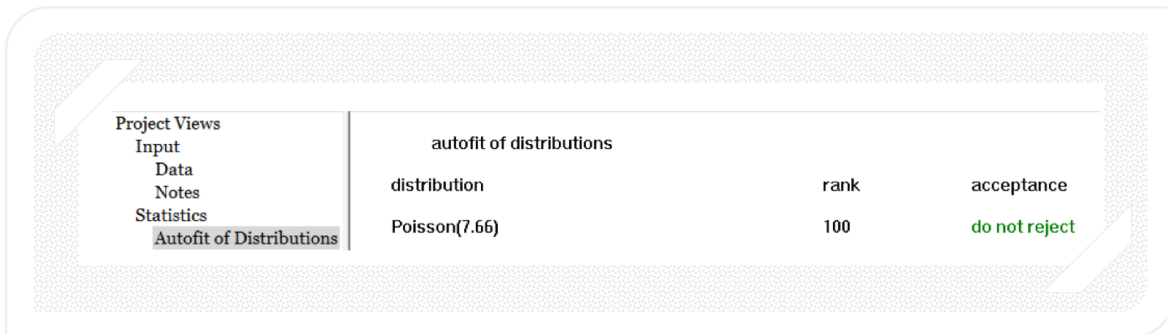 Project Views
Input
Data
Notes
Statistics
Autofit of Distributions
autofit of distributions
distribution rank acceptance
Poisson(7.66) 100 do not reject